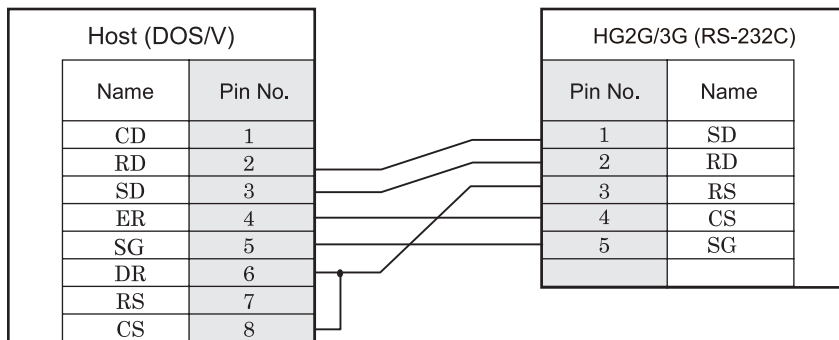 Host (DOS/V)
Name Pin No.
CD 1
RD 2
SD 3
ER 4
SG 5
DR 6
RS 7
CS 8
HG2G/3G (RS-232C)
Pin No. Name
1 SD
2 RD
3 RS
4 CS
5 SG